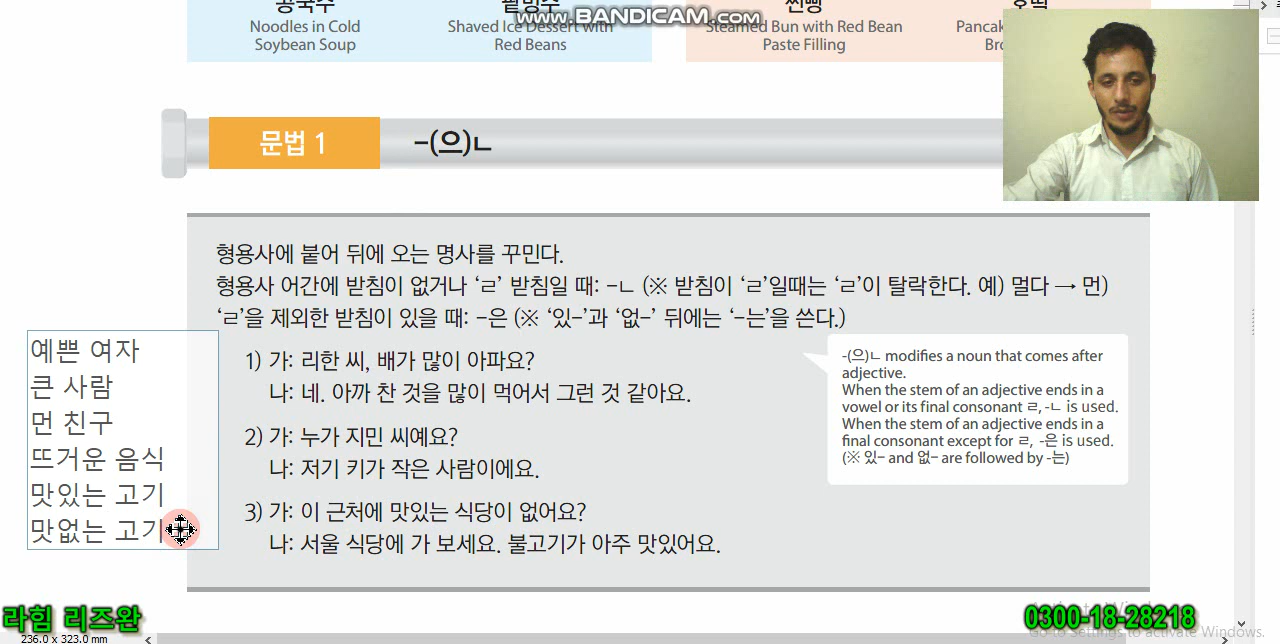 콩국수
팥빙수
찐빵
호떡
www.BANDICAM.com
Noodles in Cold
Soybean Soup
Shaved Ice Dessert with
Red Beans
Steamed Bun with Red Bean
Paste Filling
문법 1
-(으)ㄴ
형용사에 붙어 뒤에 오는 명사를 꾸민다.
형용사 어간에 받침이 없거나 ‘ㄹ’ 받침일 때: -ㄴ (※ 받침이 ‘ㄹ’일때는 ‘ㄹ’이 탈락한다. 예) 멀다 → 먼)
‘ㄹ’을 제외한 받침이 있을 때: -은 (※ ‘있-’과 ‘없-’ 뒤에는 ‘-는’을 쓴다.)
예쁜 여자
큰 사람
먼 친구
뜨거운 음식
맛있는 고기
맛없는 고기
1) 가: 리한 씨, 배가 많이 아파요?
나: 네. 아까 찬 것을 많이 먹어서 그런 것 같아요.
2) 가: 누가 지민 씨예요?
나: 저기 키가 작은 사람이에요.
3) 가: 이 근처에 맛있는 식당이 없어요?
나: 서울 식당에 가 보세요. 불고기가 아주 맛있어요.
-(으)ㄴ modifies a noun that comes after
adjective.
When the stem of an adjective ends in a
vowel or its final consonant ㄹ, -ㄴ is used.
When the stem of an adjective ends in a
final consonant except for ㄹ, -은 is used.
(※ 있- and 없- are followed by -는)
라힘 리즈완
0300-18-28218
Go to Settings to activate Windows.
236.0 x 323.0 mm